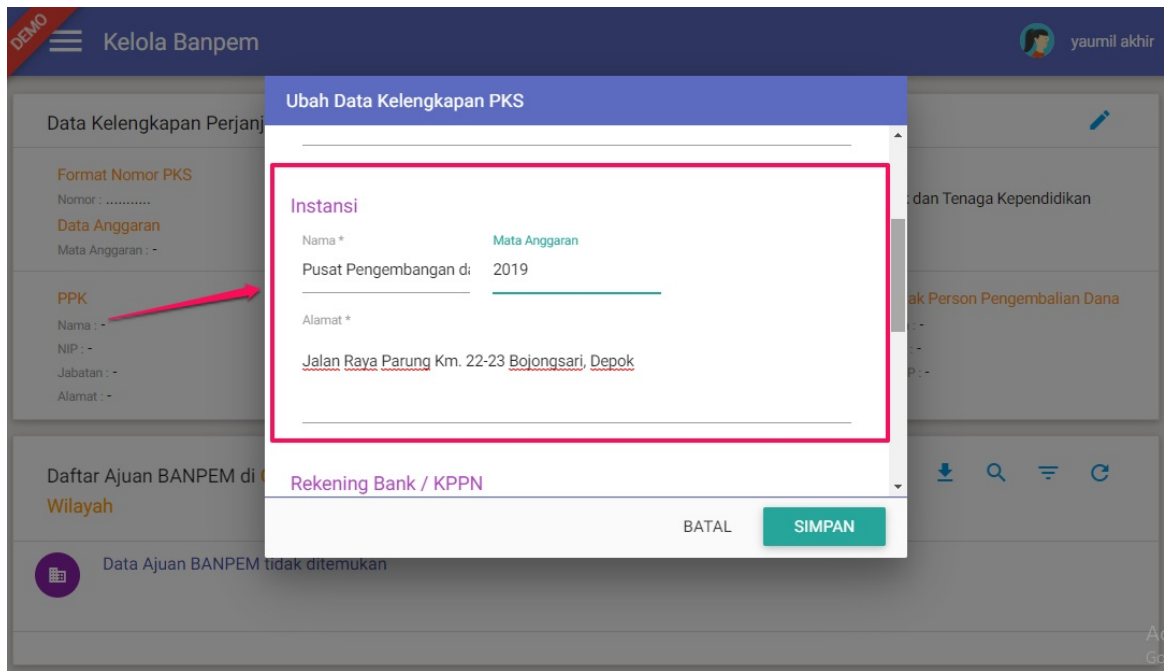 DEMO
Kelola Banpem
yaumil akhir
Ubah Data Kelengkapan PKS
Data Kelengkapan Perjanj
Format Nomor PKS
Nomor : ...........
dan Tenaga Kependidikan
Data Anggaran
Mata Anggaran : -
Instansi
Nama *
Mata Anggaran
Pusat Pengembangan da
2019
PPK
ak Person Pengembalian Dana
Nama : -
: -
NIP : -
: -
Jabatan : -
P : -
Alamat : -
Alamat *
Jalan Raya Parung Km. 22-23 Bojongsari, Depok
Daftar Ajuan BANPEM di
Wilayah
Rekening Bank / KPPN
BATAL
SIMPAN
Data Ajuan BANPEM tidak ditemukan